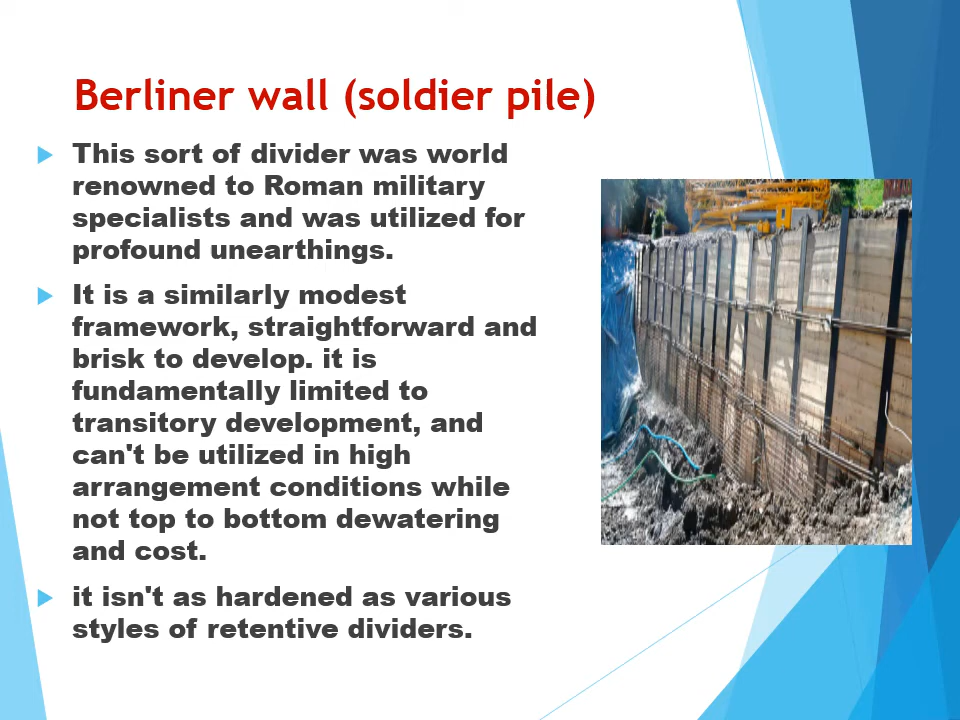 Berliner wall (soldier pile)
This sort of divider was world
renowned to Roman military
specialists and was utilized for
profound unearthings.
It is a similarly modest
framework, straightforward and
brisk to develop. it is
fundamentally limited to
transitory development, and
can't be utilized in high
arrangement conditions while
not top to bottom dewatering
and cost.
it isn't as hardened as various
styles of retentive dividers.